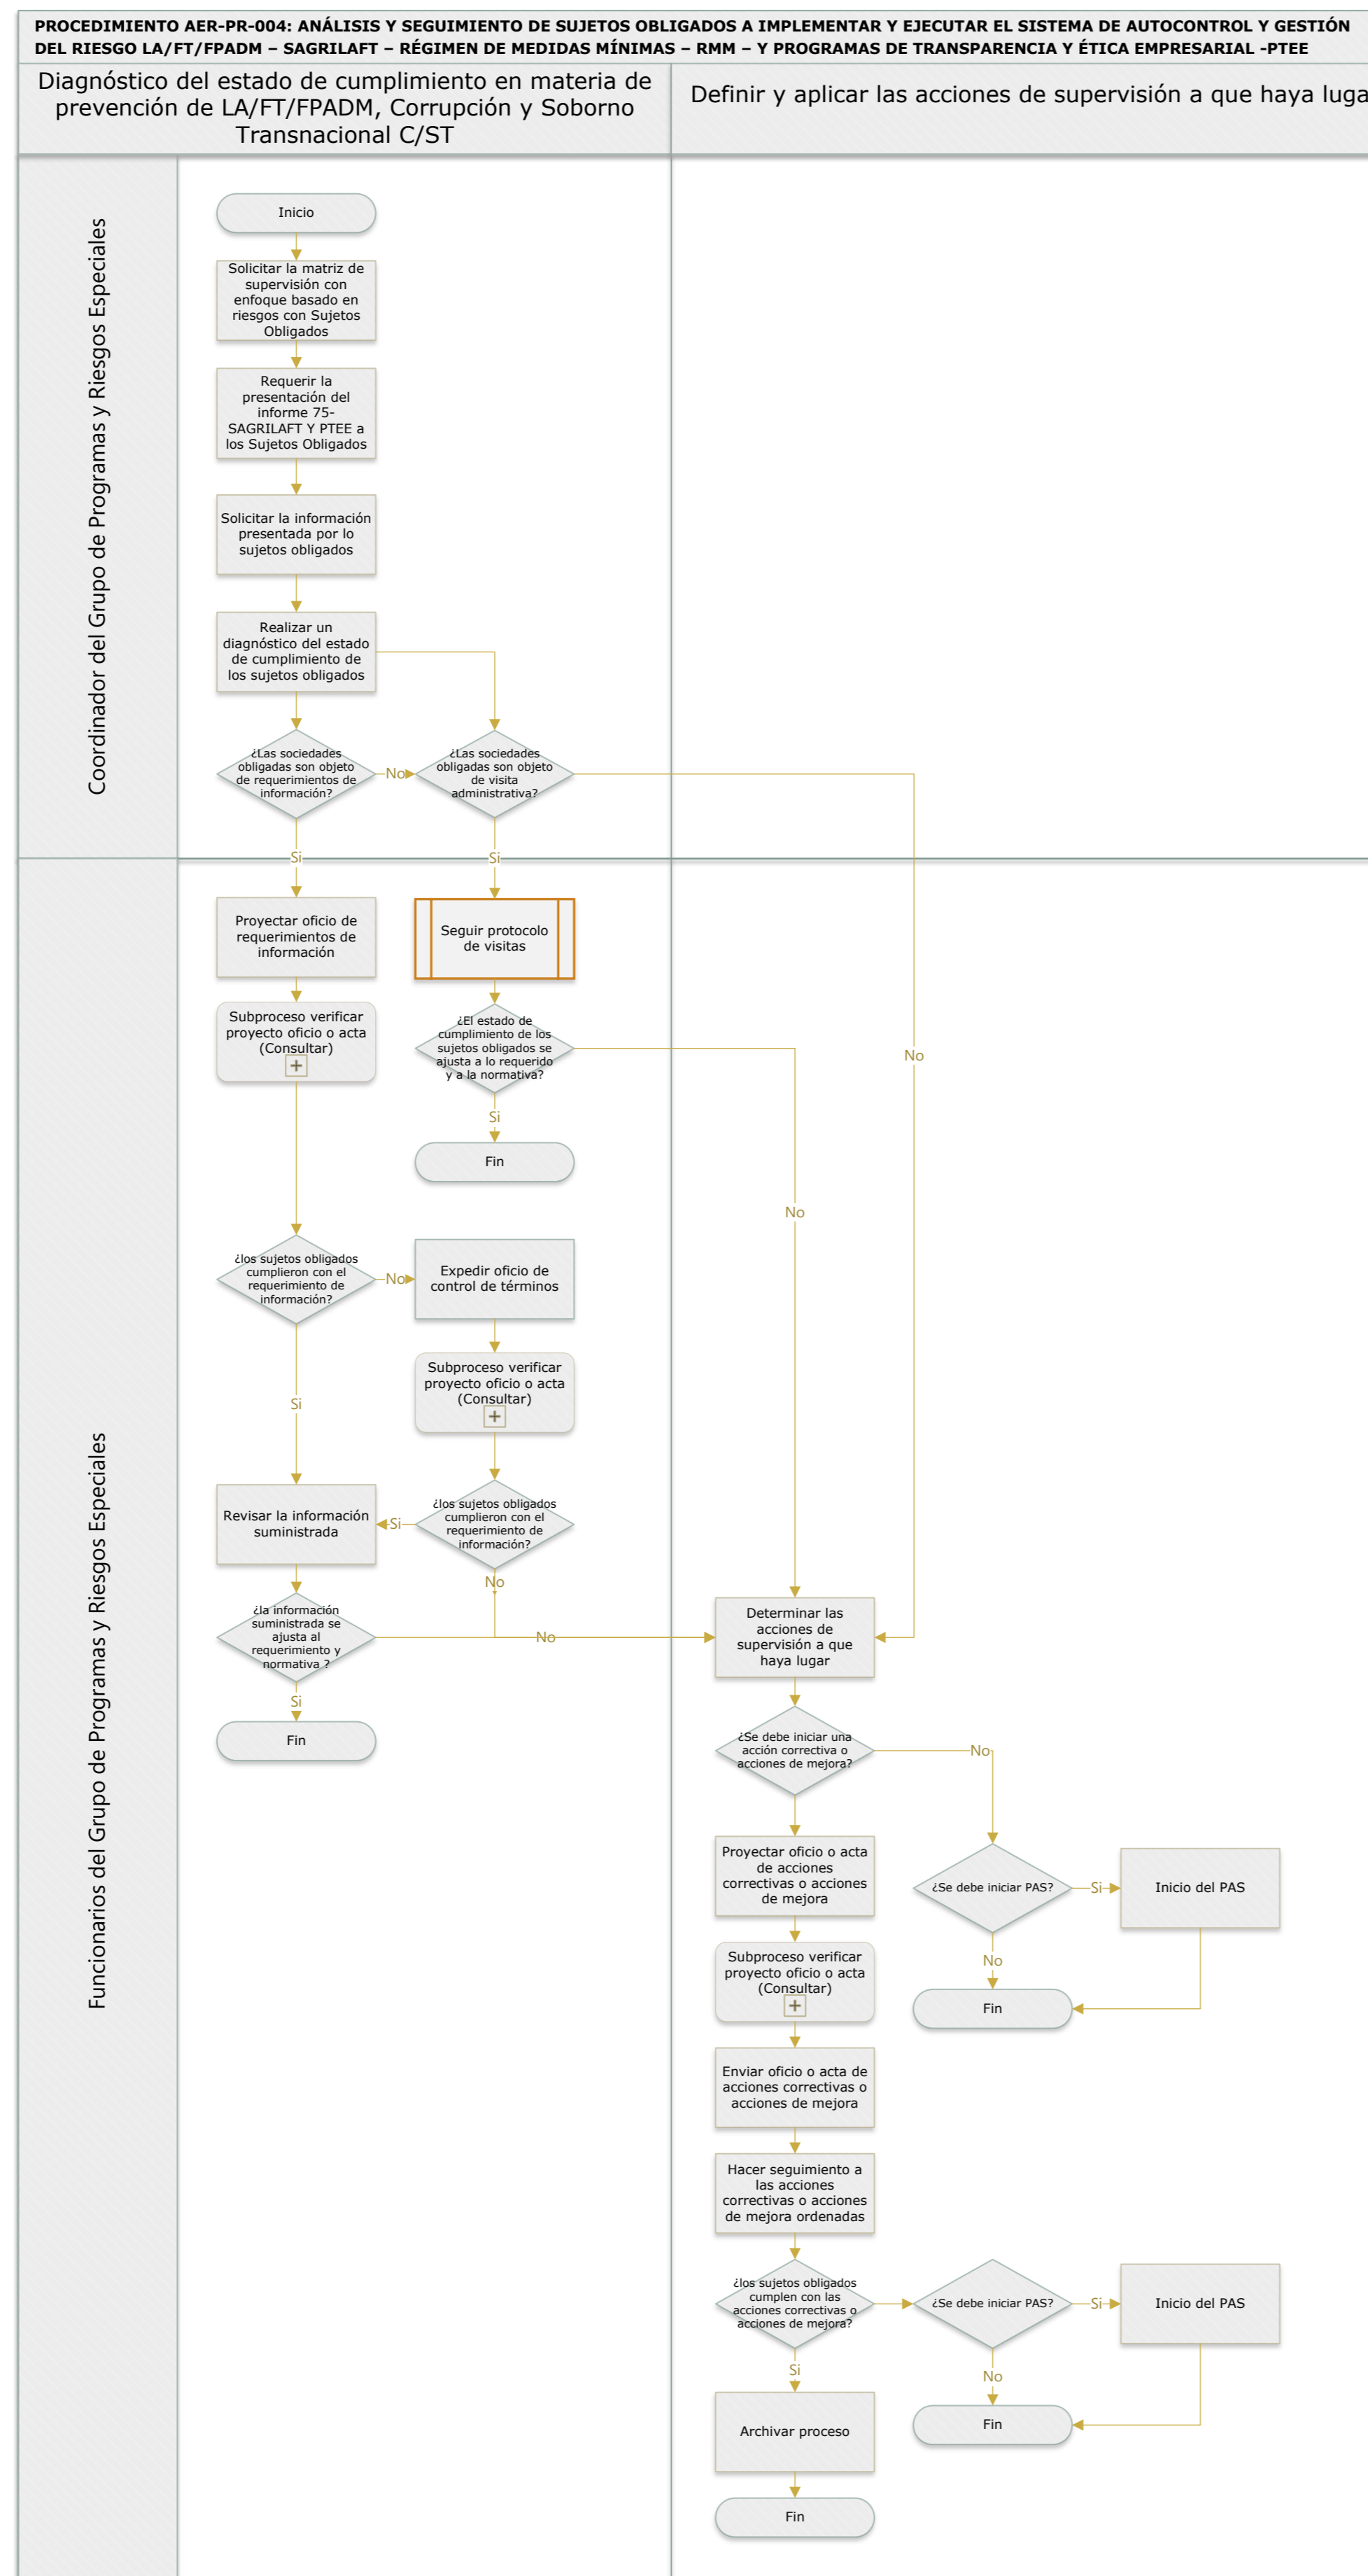 PROCEDIMIENTO AER-PR-004: ANÁLISIS Y SEGUIMIENTO DE SUJETOS OBLIGADOS A IMPLEMENTAR Y EJECUTAR EL SISTEMA DE AUTOCONTROL Y GESTIÓN
DEL RIESGO LA/FT/FPADM – SAGRILAFT – RÉGIMEN DE MEDIDAS MÍNIMAS – RMM – Y PROGRAMAS DE TRANSPARENCIA Y ÉTICA EMPRESARIAL -PTEE
Diagnóstico del estado de cumplimiento en materia de
prevención de LA/FT/FPADM, Corrupción y Soborno
Transnacional C/ST
Definir y aplicar las acciones de supervisión a que haya luga
Coordinador del Grupo de Programas y Riesgos Especiales
Inicio
Solicitar la matriz de
supervisión con
enfoque basado en
riesgos con Sujetos
Obligados
Requerir la
presentación del
informe 75-
SAGRILAFT Y PTEE a
los Sujetos Obligados
Solicitar la información
presentada por lo
sujetos obligados
Realizar un
diagnóstico del estado
de cumplimiento de
los sujetos obligados
¿Las sociedades
obligadas son objeto
de requerimientos de
información?
No
¿Las sociedades
obligadas son objeto
de visita
administrativa?
Si
Si
Funcionarios del Grupo de Programas y Riesgos Especiales
Proyectar oficio de
requerimientos de
información
Seguir protocolo
de visitas
Subproceso verificar
proyecto oficio o acta
(Consultar)
¿El estado de
cumplimiento de los
sujetos obligados se
ajusta a lo requerido
y a la normativa?
No
Si
Fin
No
¿los sujetos obligados
cumplieron con el
requerimiento de
información?
No
Expedir oficio de
control de términos
Subproceso verificar
proyecto oficio o acta
(Consultar)
Si
Revisar la información
suministrada
Si
¿los sujetos obligados
cumplieron con el
requerimiento de
información?
No
¿la información
suministrada se
ajusta al
requerimiento y
normativa ?
No
Si
Fin
Determinar las
acciones de
supervisión a que
haya lugar
¿Se debe iniciar una
acción correctiva o
acciones de mejora?
No
Proyectar oficio o acta
de acciones
correctivas o acciones
de mejora
¿Se debe iniciar PAS?
Si
Inicio del PAS
No
Fin
Subproceso verificar
proyecto oficio o acta
(Consultar)
Enviar oficio o acta de
acciones correctivas o
acciones de mejora
Hacer seguimiento a
las acciones
correctivas o acciones
de mejora ordenadas
¿los sujetos obligados
cumplen con las
acciones correctivas o
acciones de mejora?
¿Se debe iniciar PAS?
Si
Inicio del PAS
Si
No
Archivar proceso
Fin
Fin